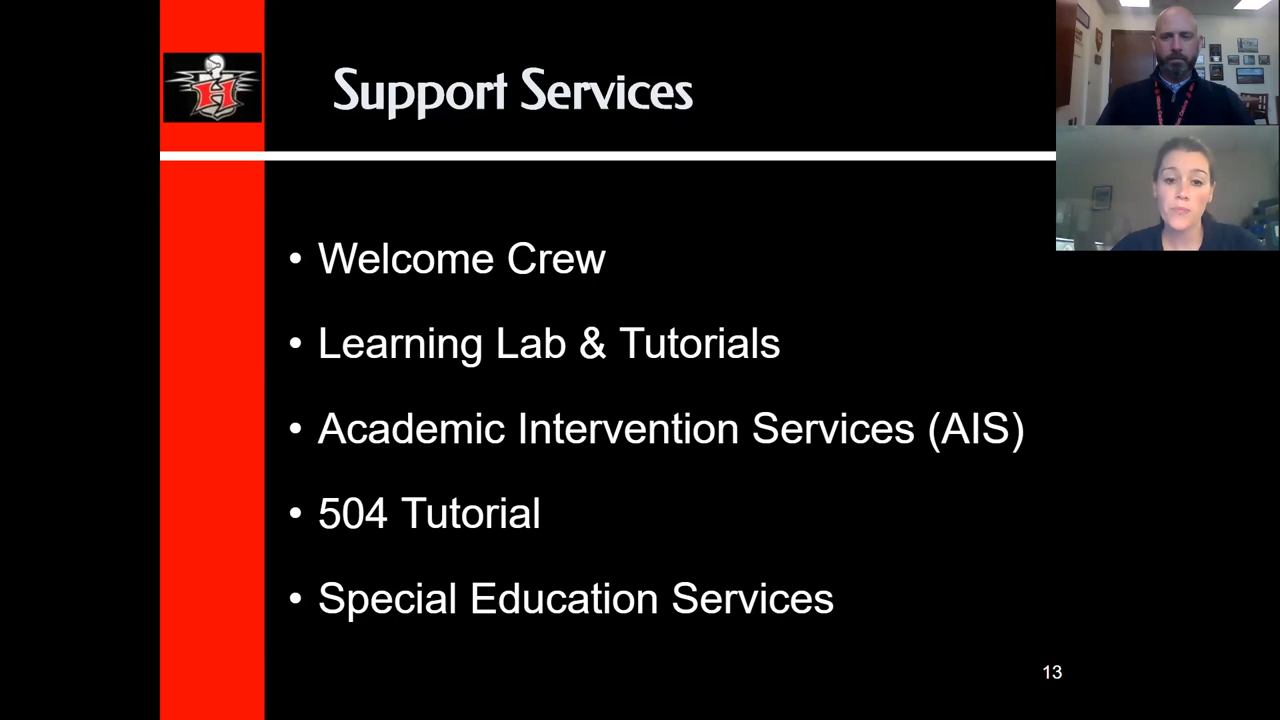 Support Services
H
• Welcome Crew
• Learning Lab & Tutorials
• Academic Intervention Services (AIS)
• 504 Tutorial
• Special Education Services
13